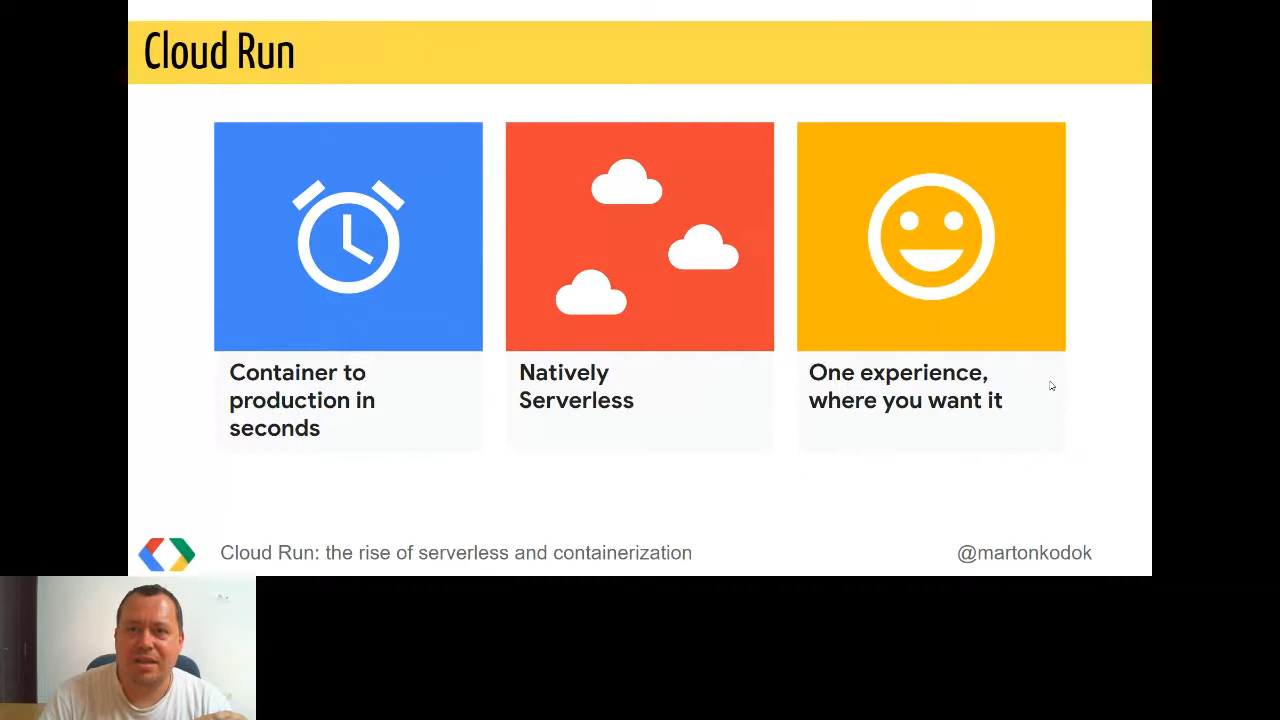 Cloud Run
Container to
production in
seconds
Natively
Serverless
One experience,
where you want it
Cloud Run: the rise of serverless and containerization
@martonkodok